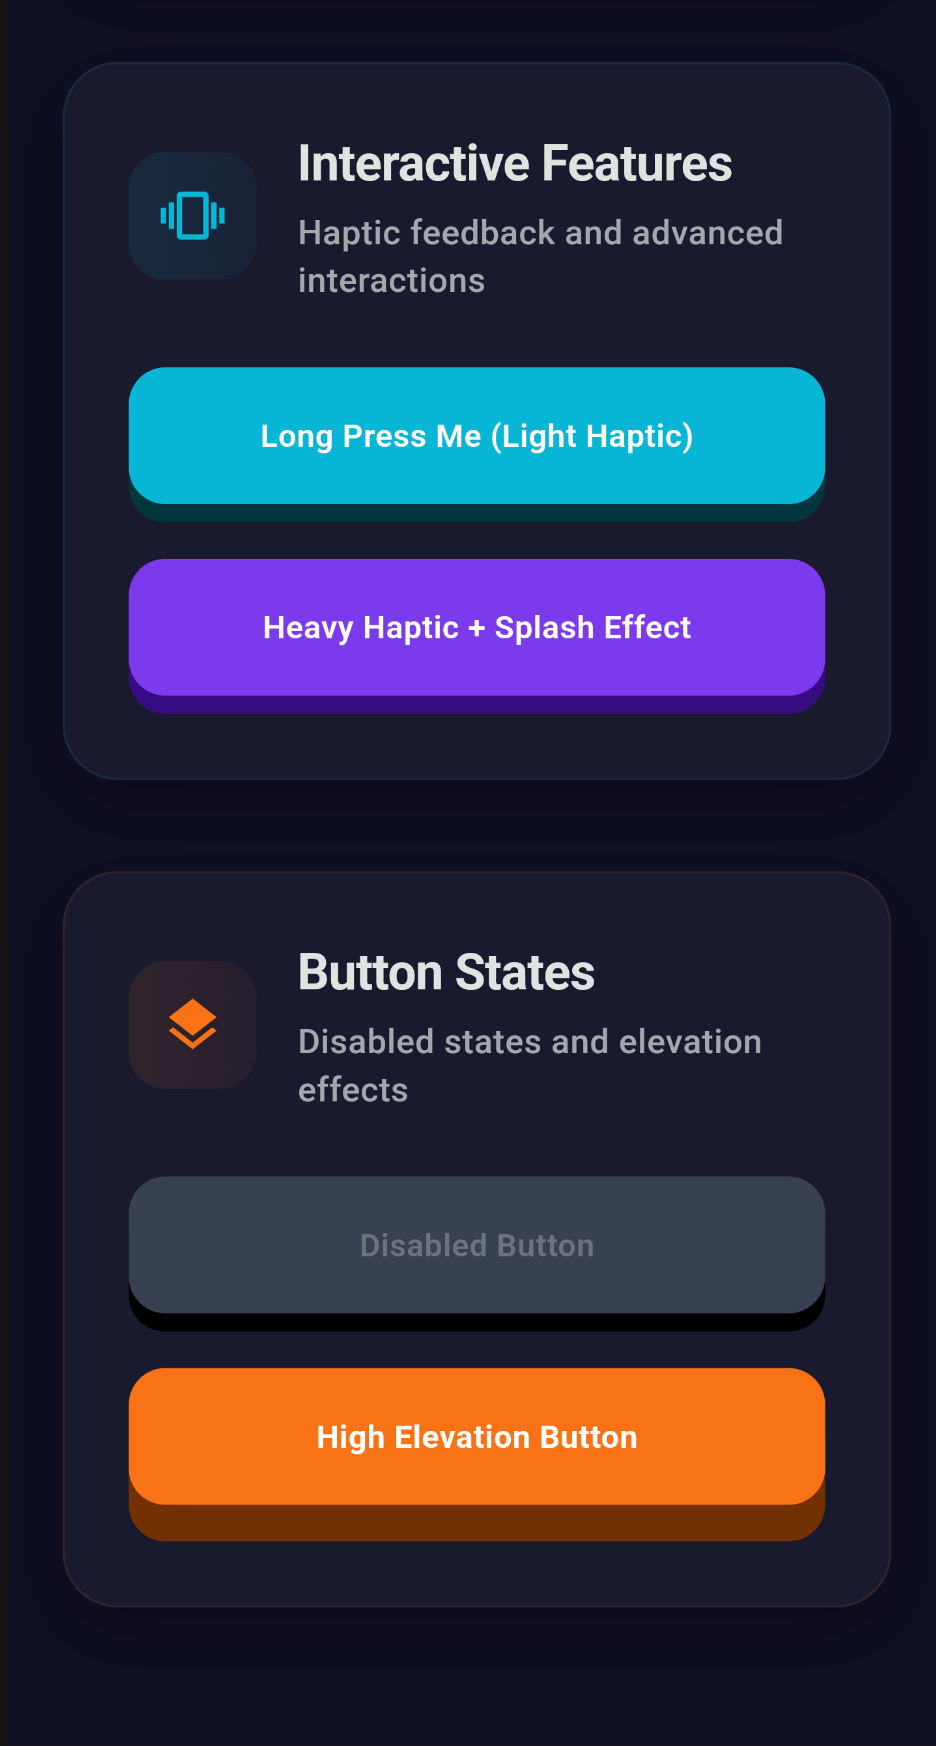 Interactive Features
Haptic feedback and advanced
interactions
Long Press Me (Light Haptic)
Heavy Haptic + Splash Effect
Button States
Disabled states and elevation
effects
Disabled Button
High Elevation Button